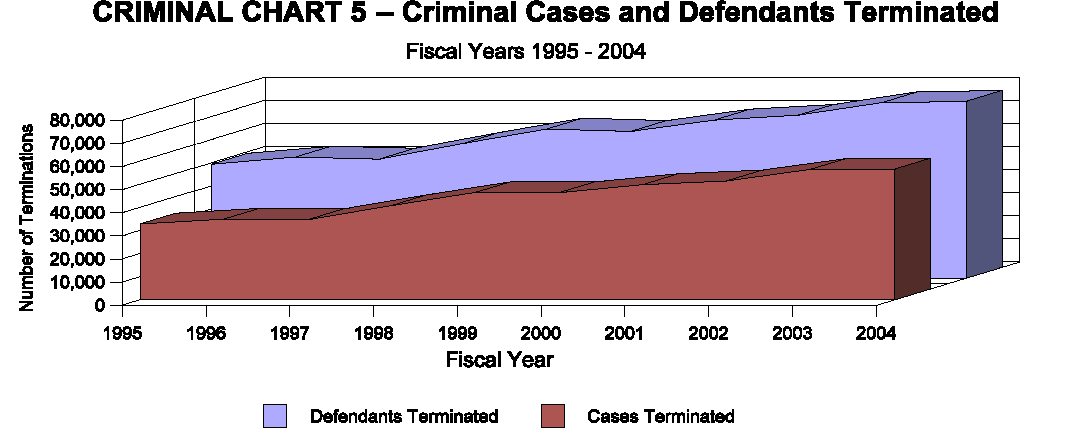 CRIMINAL CHART 5 – Criminal Cases and Defendants Terminated
Fiscal Years 1995 - 2004
Number of Terminations
80,000
70,000
60,000
50,000
40,000
30,000
20,000
10,000
0
1995 1996 1997 1998 1999 2000 2001 2002 2003 2004
Fiscal Year
Defendants Terminated Cases Terminated